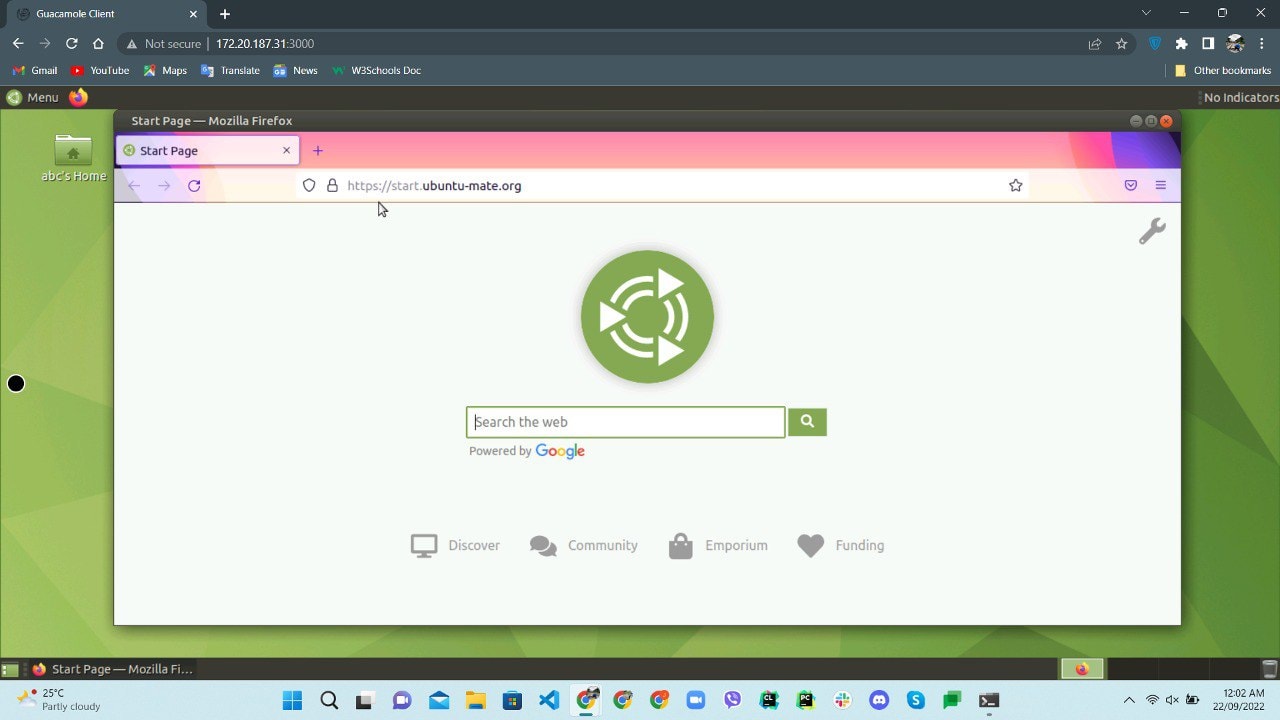 Guacamole Client
Not secure 172.20.187.31:3000
Gmail YouTube Maps Translate News W3Schools Doc Other bookmarks
Menu No Indicators
Start Page — Mozilla Firefox
abc's Home
Start Page
https://start.ubuntu-mate.org
Search the web
Powered by Google
Discover Community Emporium Funding
Start Page — Mozilla Fi...
25°C 12:02 AM
Partly cloudy 22/09/2022